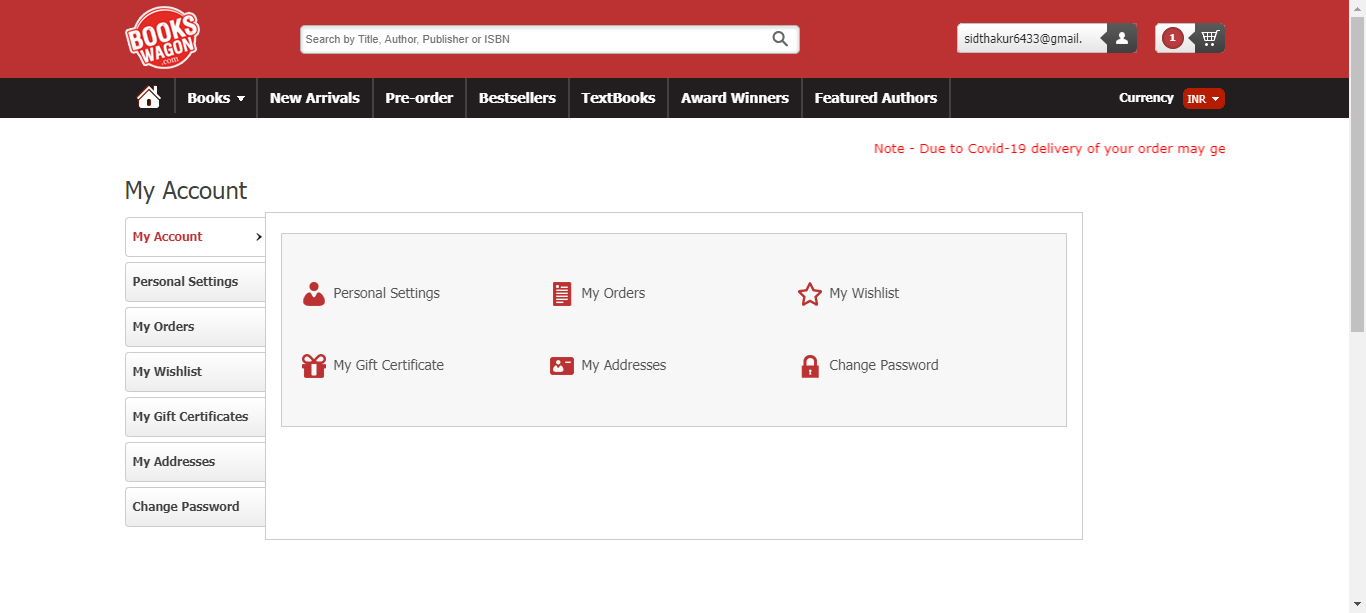 BOOKS
WAGON
.com
Search by Title, Author, Publisher or ISBN
sidthakur6433@gmail.
1
Books
New Arrivals
Pre-order
Bestsellers
TextBooks
Award Winners
Featured Authors
Currency
INR
Note - Due to Covid-19 delivery of your order may ge
My Account
My Account
Personal Settings
My Orders
My Wishlist
My Gift Certificates
My Addresses
Change Password
Personal Settings
My Orders
My Wishlist
My Gift Certificate
My Addresses
Change Password